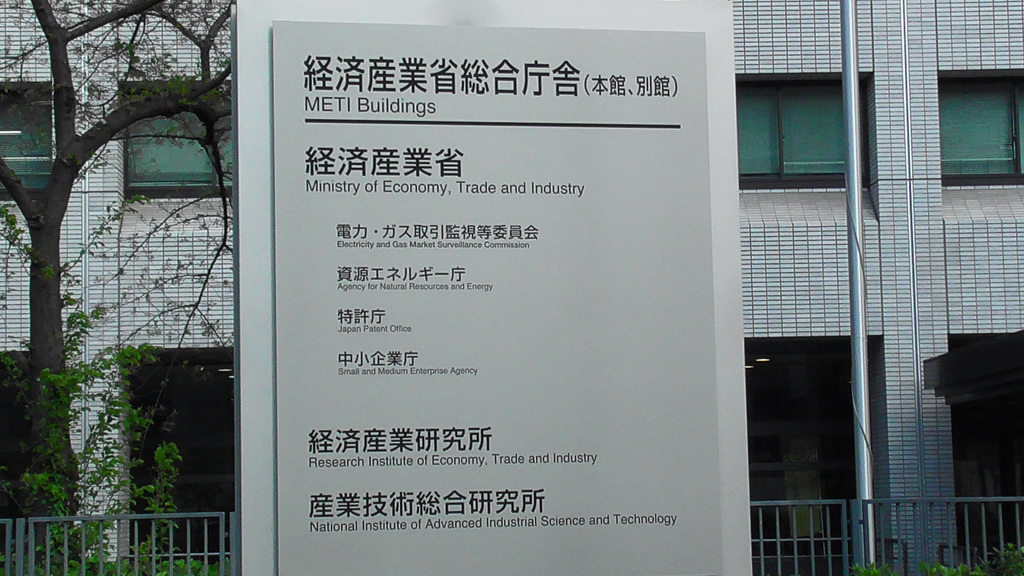 経済産業省総合庁舎(本館、別館)
METI Buildings
経済産業省
Ministry of Economy, Trade and Industry
電力・ガス取引監視等委員会
Electricity and Gas Market Surveillance Commission
資源エネルギー庁
Agency for Natural Resources and Energy
特許庁
Japan Patent Office
中小企業庁
Small and Medium Enterprise Agency
経済産業研究所
Research Institute of Economy, Trade and Industry
産業技術総合研究所
National Institute of Advanced Industrial Science and Technology